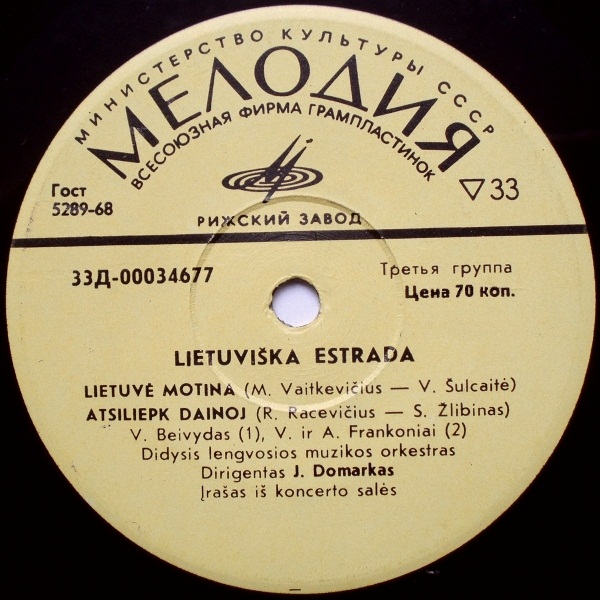 МИНИСТЕРСТВО КУЛЬТУРЫ СССР
МЕЛОДИЯ
ВСЕСОЮЗНАЯ ФИРМА ГРАМПЛАСТИНОК
Гост
5289-68
33
РИЖСКИЙ ЗАВОД
33Д-00034677
Третья группа
Цена 70 коп.
LIETUVIŠKA ESTRADA
LIETUVĖ MOTINA (M. Vaitkevičius — V. Šulcaitė)
ATSILIEPK DAINOJ (R. Racevičius — S. Žlibinas)
V. Beivydas (1), V. ir A. Frankoniai (2)
Didysis lengvosios muzikos orkestras
Dirigentas J. Domarkas
Įrašas iš koncerto salės